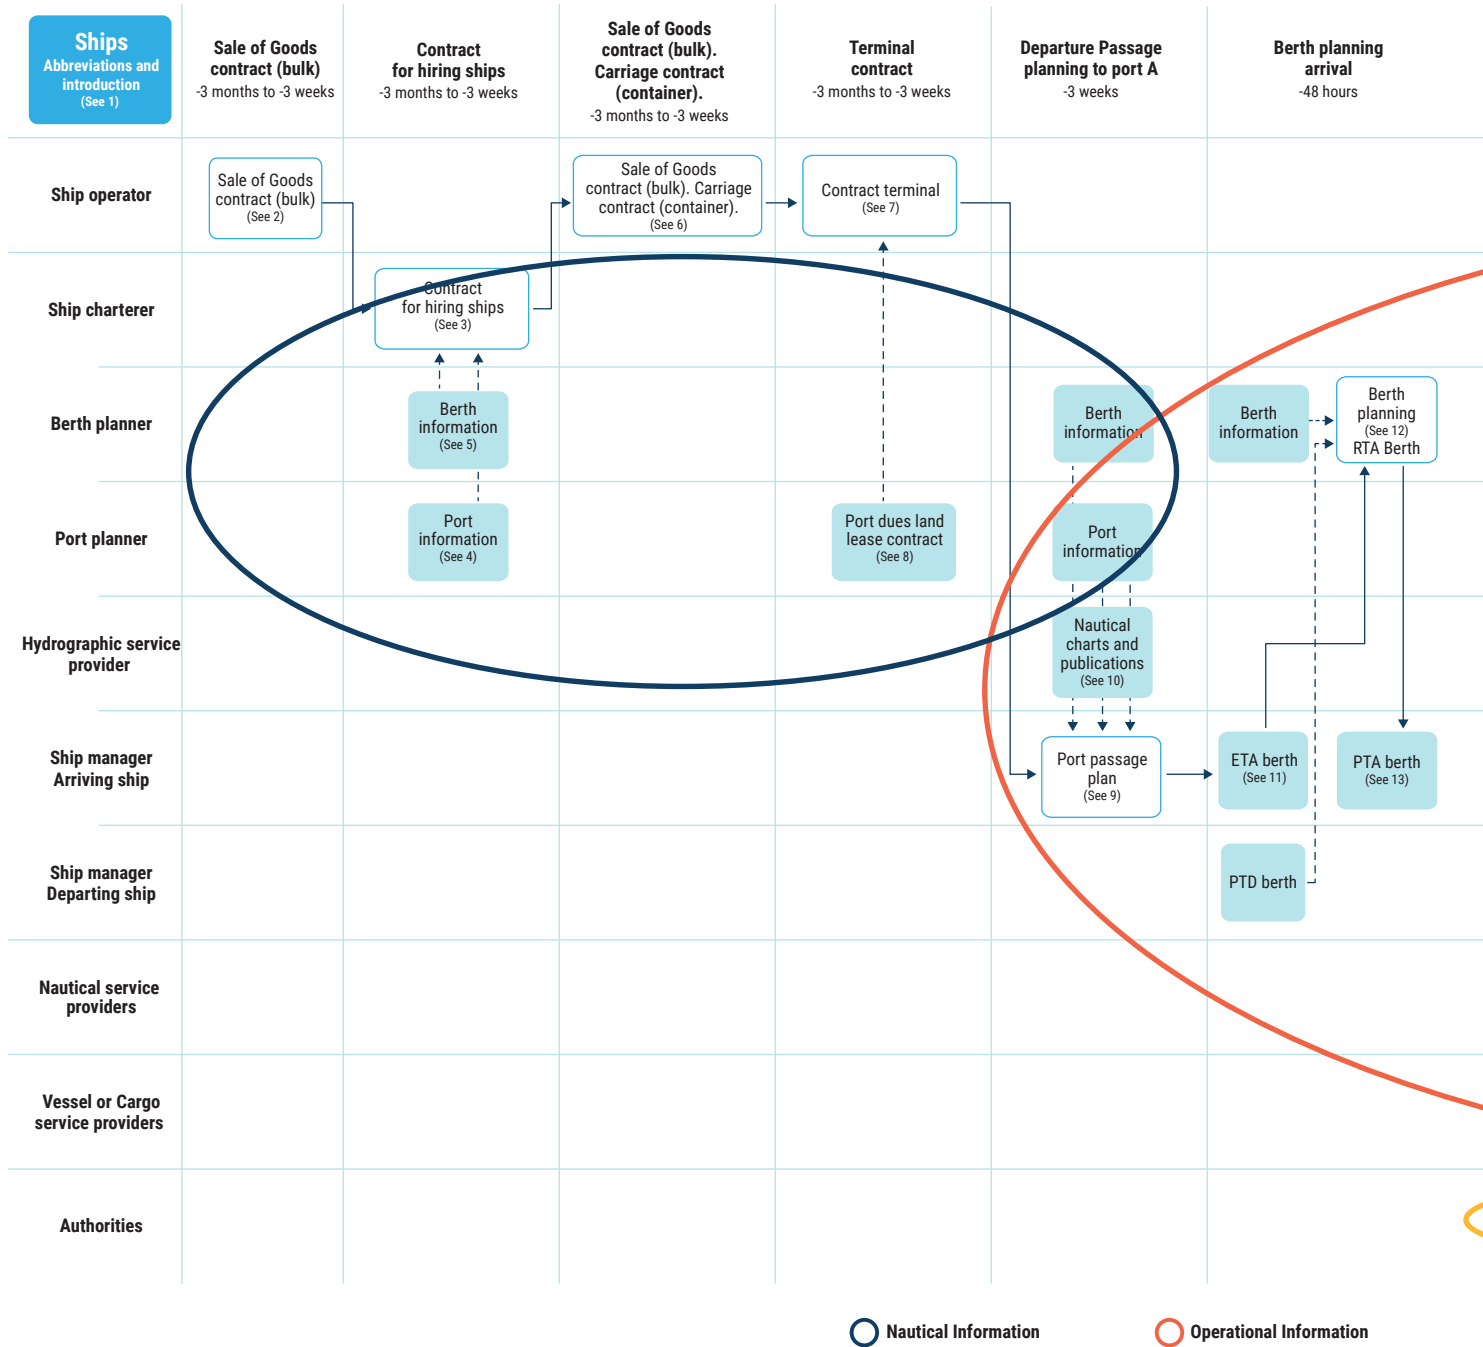 Ships
Abbreviations and
introduction
(See 1)
Sale of Goods
contract (bulk)
-3 months to -3 weeks
Contract
for hiring ships
-3 months to -3 weeks
Sale of Goods
contract (bulk).
Carriage contract
(container).
-3 months to -3 weeks
Terminal
contract
-3 months to -3 weeks
Departure Passage
planning to port A
-3 weeks
Berth planning
arrival
-48 hours
Ship operator
Sale of Goods
contract (bulk)
(See 2)
Sale of Goods
contract (bulk). Carriage
contract (container).
(See 6)
Contract terminal
(See 7)
Ship charterer
Contract
for hiring ships
(See 3)
Berth planner
Berth
information
(See 5)
Berth
information
Berth
information
Berth
planning
(See 12)
RTA Berth
Port planner
Port
information
(See 4)
Port dues land
lease contract
(See 8)
Port
information
Hydrographic service
provider
Nautical
charts and
publications
(See 10)
Ship manager
Arriving ship
Port passage
plan
(See 9)
ETA berth
(See 11)
PTA berth
(See 13)
Ship manager
Departing ship
PTD berth
Nautical service
providers
Vessel or Cargo
service providers
Authorities
Nautical Information
Operational Information